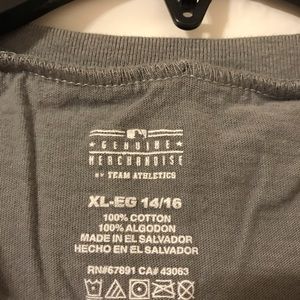 GENUINE
MERCHANDISE
BY TEAM ATHLETICS
XL-EG 14/16
100% COTTON
100% ALGODON
MADE IN EL SALVADOR
HECHO EN EL SALVADOR
RN#67891 CA# 43063